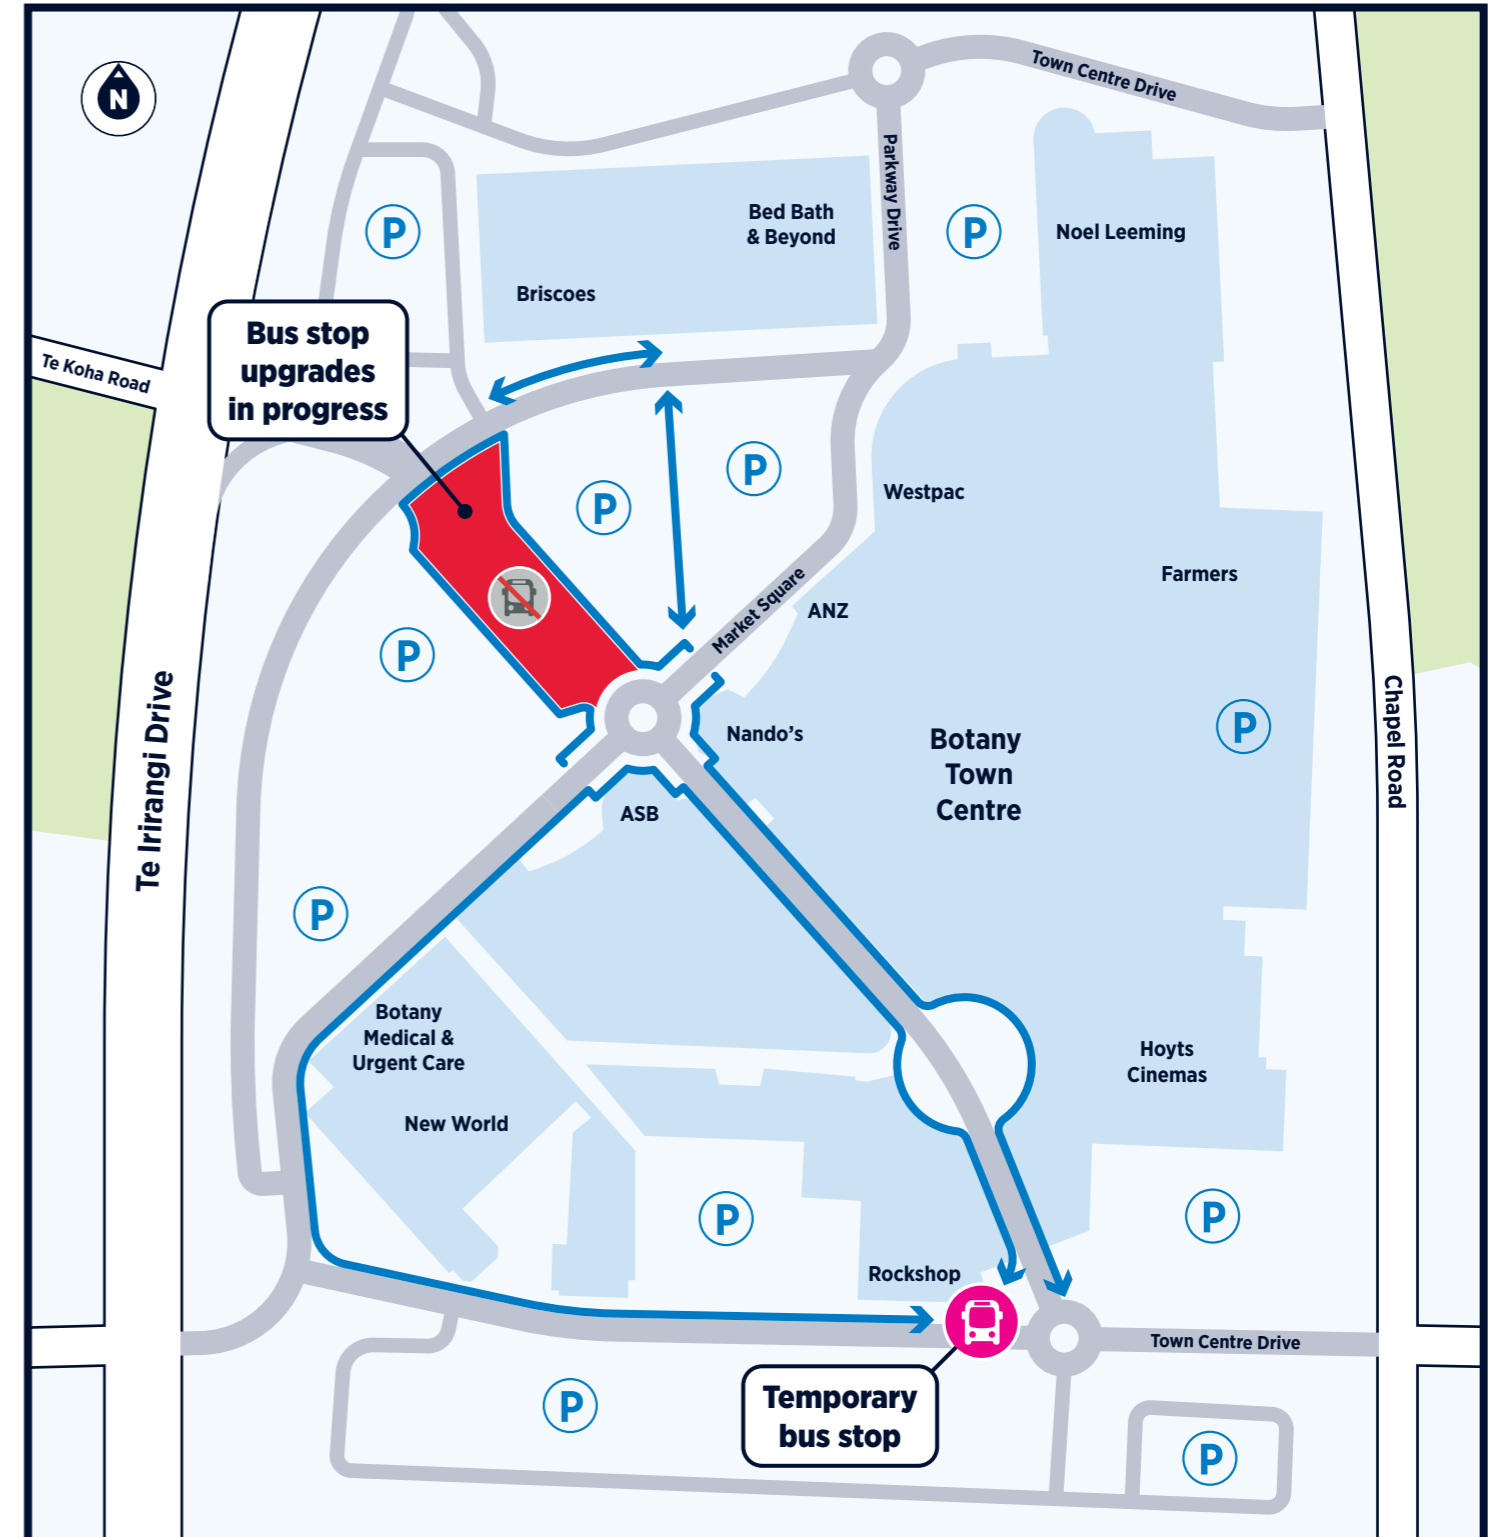 N
Town Centre Drive
Parkway Drive
P
P
Bed Bath
& Beyond
Noel Leeming
Briscoes
Te Koha Road
Bus stop
upgrades
in progress
P
P
Westpac
Farmers
Market Square
ANZ
P
Te Irirangi Drive
Chapel Road
Nando’s
Botany
Town
Centre
P
ASB
P
Botany
Medical &
Urgent Care
New World
Hoyts
Cinemas
P
P
Rockshop
Town Centre Drive
Temporary
bus stop
P
P